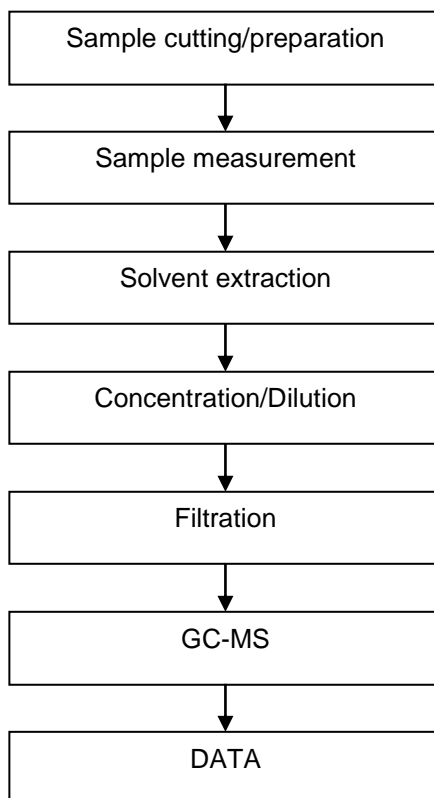 Sample cutting/preparation
Sample measurement
Solvent extraction
Concentration/Dilution
Filtration
GC-MS
DATA